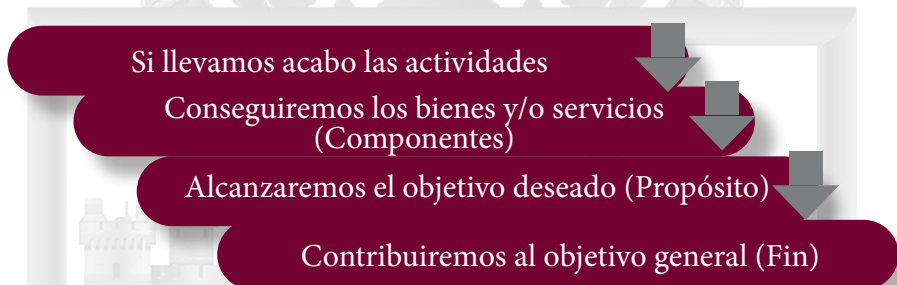 Si llevamos acabo las actividades
Conseguiremos los bienes y/o servicios
(Componentes)
Alcanzaremos el objetivo deseado (Propósito)
Contribuiremos al objetivo general (Fin)